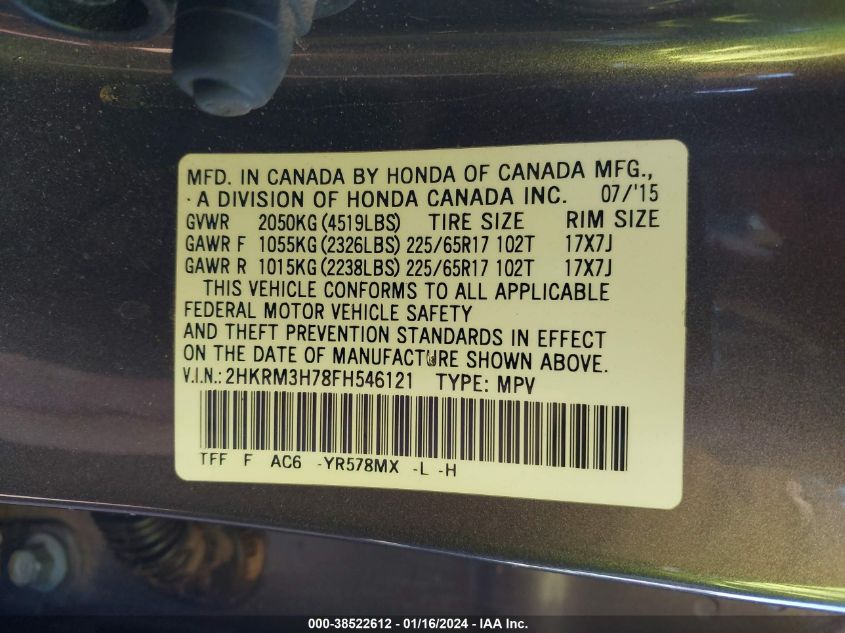 MFD. IN CANADA BY HONDA OF CANADA MFG.,
A DIVISION OF HONDA CANADA INC. 07/'15
GVWR 2050KG (4519LBS) TIRE SIZE RIM SIZE
GAWR F 1055KG (2326LBS) 225/65R17 102T 17X7J
GAWR R 1015KG (2238LBS) 225/65R17 102T 17X7J
THIS VEHICLE CONFORMS TO ALL APPLICABLE
FEDERAL MOTOR VEHICLE SAFETY
AND THEFT PREVENTION STANDARDS IN EFFECT
ON THE DATE OF MANUFACTURE SHOWN ABOVE.
V.I.N.: 2HKRM3H78FH546121 TYPE: MPV
TFF F AC6 -YR578MX -L -H
000-38522612 - 01/16/2024 - IAA Inc.